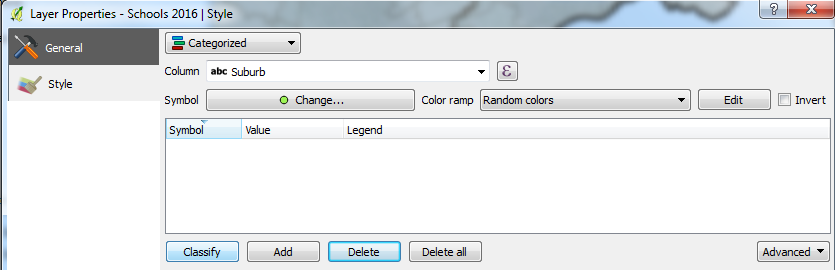 Layer Properties - Schools 2016 | Style
General
Categorized
Column abc Suburb ε
Style
Symbol Change... Color ramp Random colors Edit Invert
Symbol Value Legend
Classify Add Delete Delete all Advanced